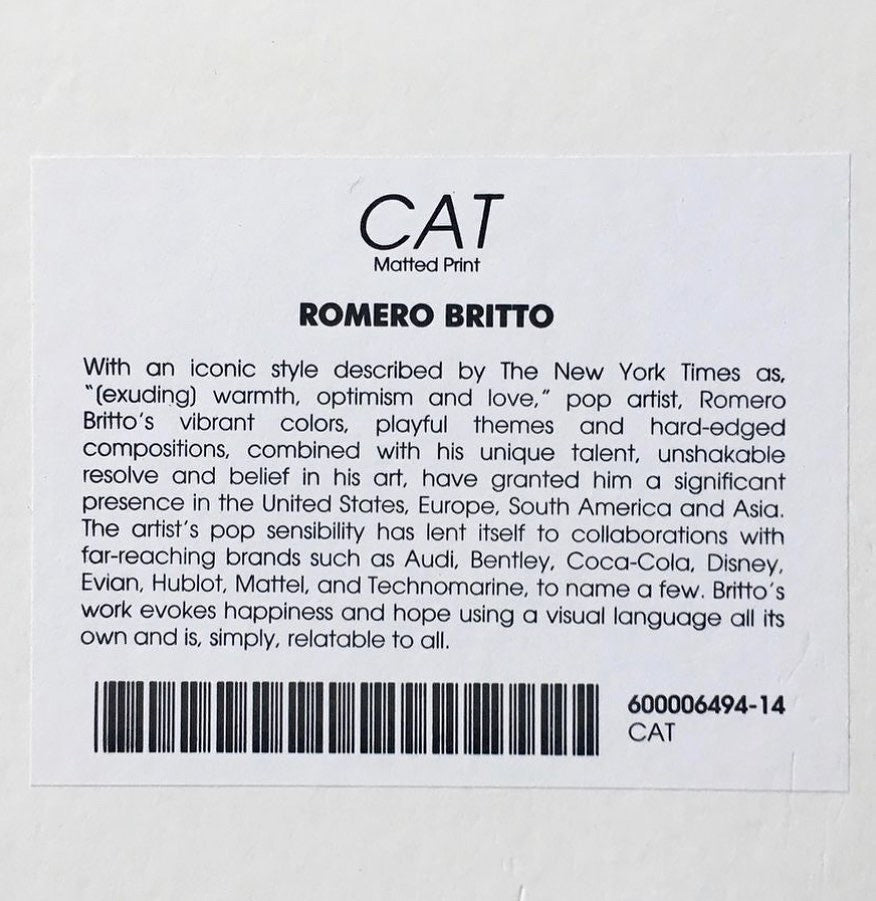 CAT
Matted Print
ROMERO BRITTO
With an iconic style described by The New York Times as,
"(exuding) warmth, optimism and love," pop artist, Romero
Britto's vibrant colors, playful themes and hard-edged
compositions, combined with his unique talent, unshakable
resolve and belief in his art, have granted him a significant
presence in the United States, Europe, South America and Asia.
The artist's pop sensibility has lent itself to collaborations with
far-reaching brands such as Audi, Bentley, Coca-Cola, Disney,
Evian, Hublot, Mattel, and Technomarine, to name a few. Britto's
work evokes happiness and hope using a visual language all its
own and is, simply, relatable to all.
600006494-14
CAT